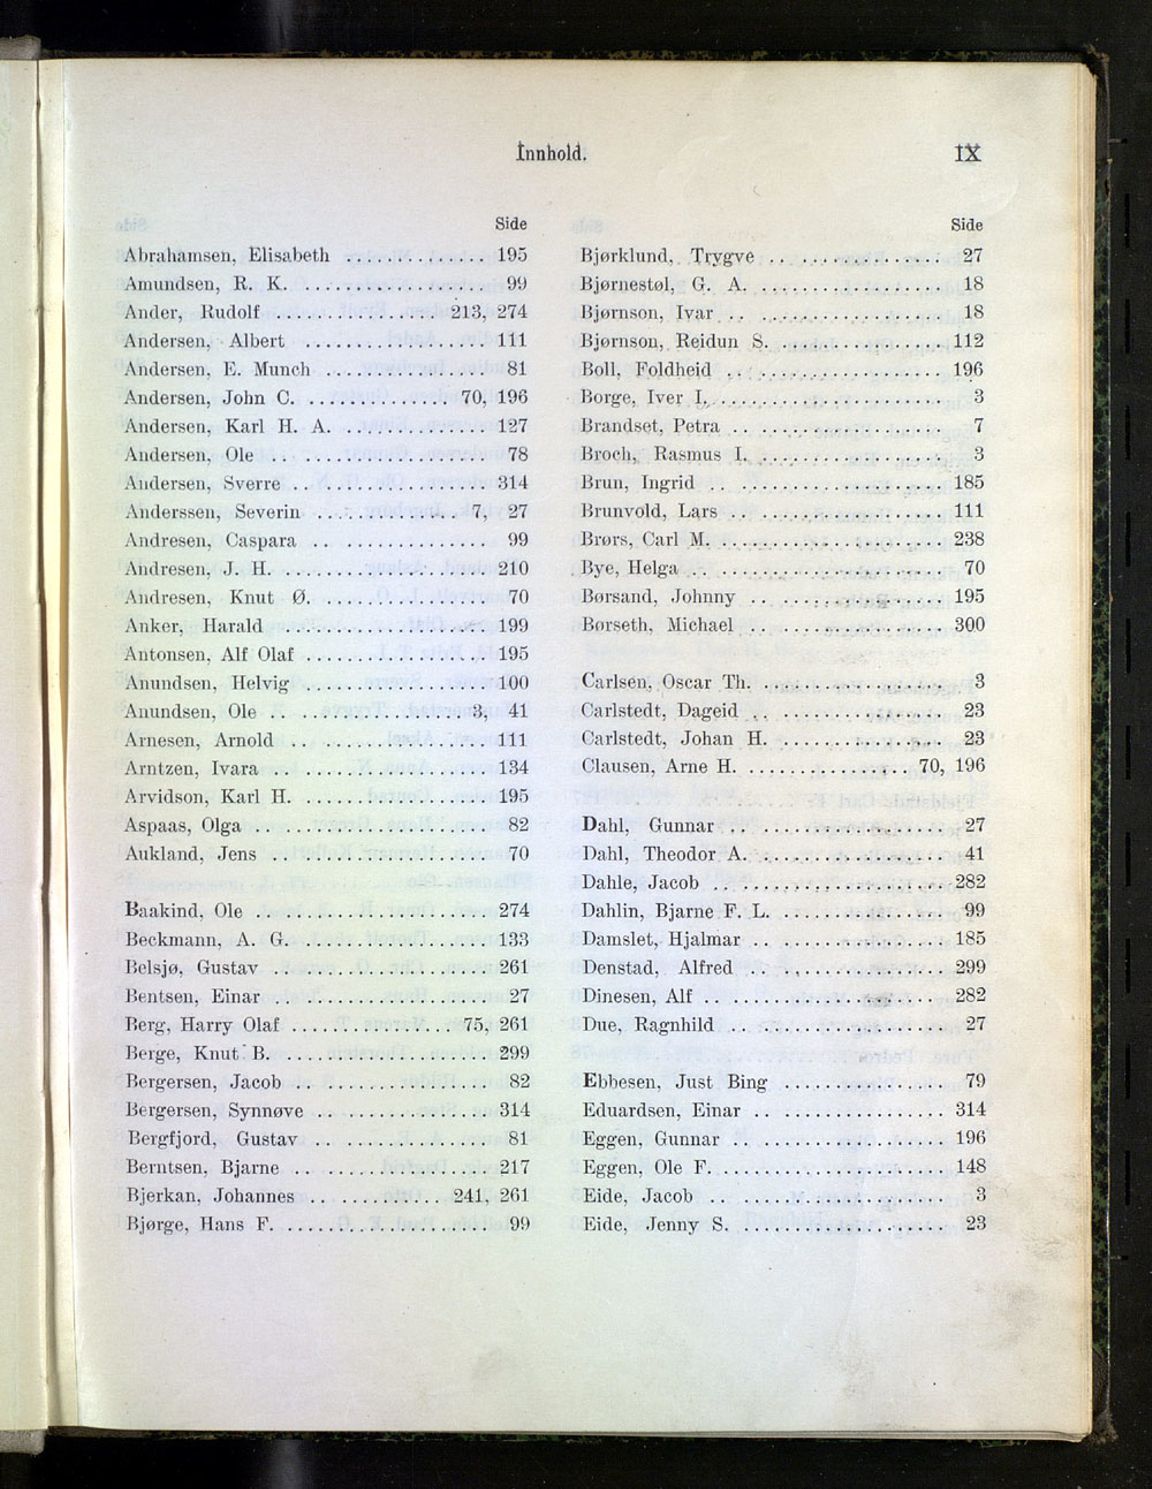 Innhold. IX
Side
Abrahamsen, Elisabeth .............. 195
Amundsen, R. K. .................. 99
Ander, Rudolf ................ 213, 274
Andersen, Albert .................. 111
Andersen, E. Munch ................ 81
Andersen, John C. .............. 70, 196
Andersen, Karl H. A. .............. 127
Andersen, Ole .................... 78
Andersen, Sverre .................. 314
Anderssen, Severin .............. 7, 27
Andresen, Caspara ................ 99
Andresen, J. H. .................... 210
Andresen, Knut Ø. ................ 70
Anker, Harald .................... 199
Antonsen, Alf Olaf .................. 195
Anundsen, Helvig .................. 100
Anundsen, Ole .................. 3, 41
Arnesen, Arnold .................. 111
Arntzen, Ivara .................... 134
Arvidson, Karl H. .................. 195
Aspaas, Olga ...................... 82
Aukland, Jens .................... 70
Baakind, Ole ...................... 274
Beckmann, A. G. .................. 133
Belsjø, Gustav .................... 261
Bentsen, Einar .................... 27
Berg, Harry Olaf ................ 75, 261
Berge, Knut B. .................... 299
Bergersen, Jacob .................. 82
Bergersen, Synnøve ................ 314
Bergfjord, Gustav ................ 81
Berntsen, Bjarne .................. 217
Bjerkan, Johannes ............ 241, 261
Bjørge, Hans F. .................... 99
Side
Bjørklund, Trygve ................ 27
Bjørnestøl, G. A. .................. 18
Bjørnson, Ivar .................... 18
Bjørnson, Reidun S. ................ 112
Boll, Foldheid .................... 196
Borge, Iver I. ...................... 3
Brandset, Petra .................... 7
Broch, Rasmus I. .................. 3
Brun, Ingrid ...................... 185
Brunvold, Lars .................... 111
Brørs, Carl M. .................... 238
Bye, Helga ...................... 70
Børsand, Johnny .................. 195
Børseth, Michael .................. 300
Carlsen, Oscar Th. .................. 3
Carlstedt, Dageid .................. 23
Carlstedt, Johan H. ................ 23
Clausen, Arne H. ................ 70, 196
Dahl, Gunnar .................... 27
Dahl, Theodor A. .................. 41
Dahle, Jacob ...................... 282
Dahlin, Bjarne F. L. ................ 99
Damslet, Hjalmar .................. 185
Denstad, Alfred .................. 299
Dinesen, Alf ...................... 282
Due, Ragnhild .................... 27
Ebbesen, Just Bing ................ 79
Eduardsen, Einar .................. 314
Eggen, Gunnar .................... 196
Eggen, Ole F. ...................... 148
Eide, Jacob ...................... 3
Eide, Jenny S. .................... 23